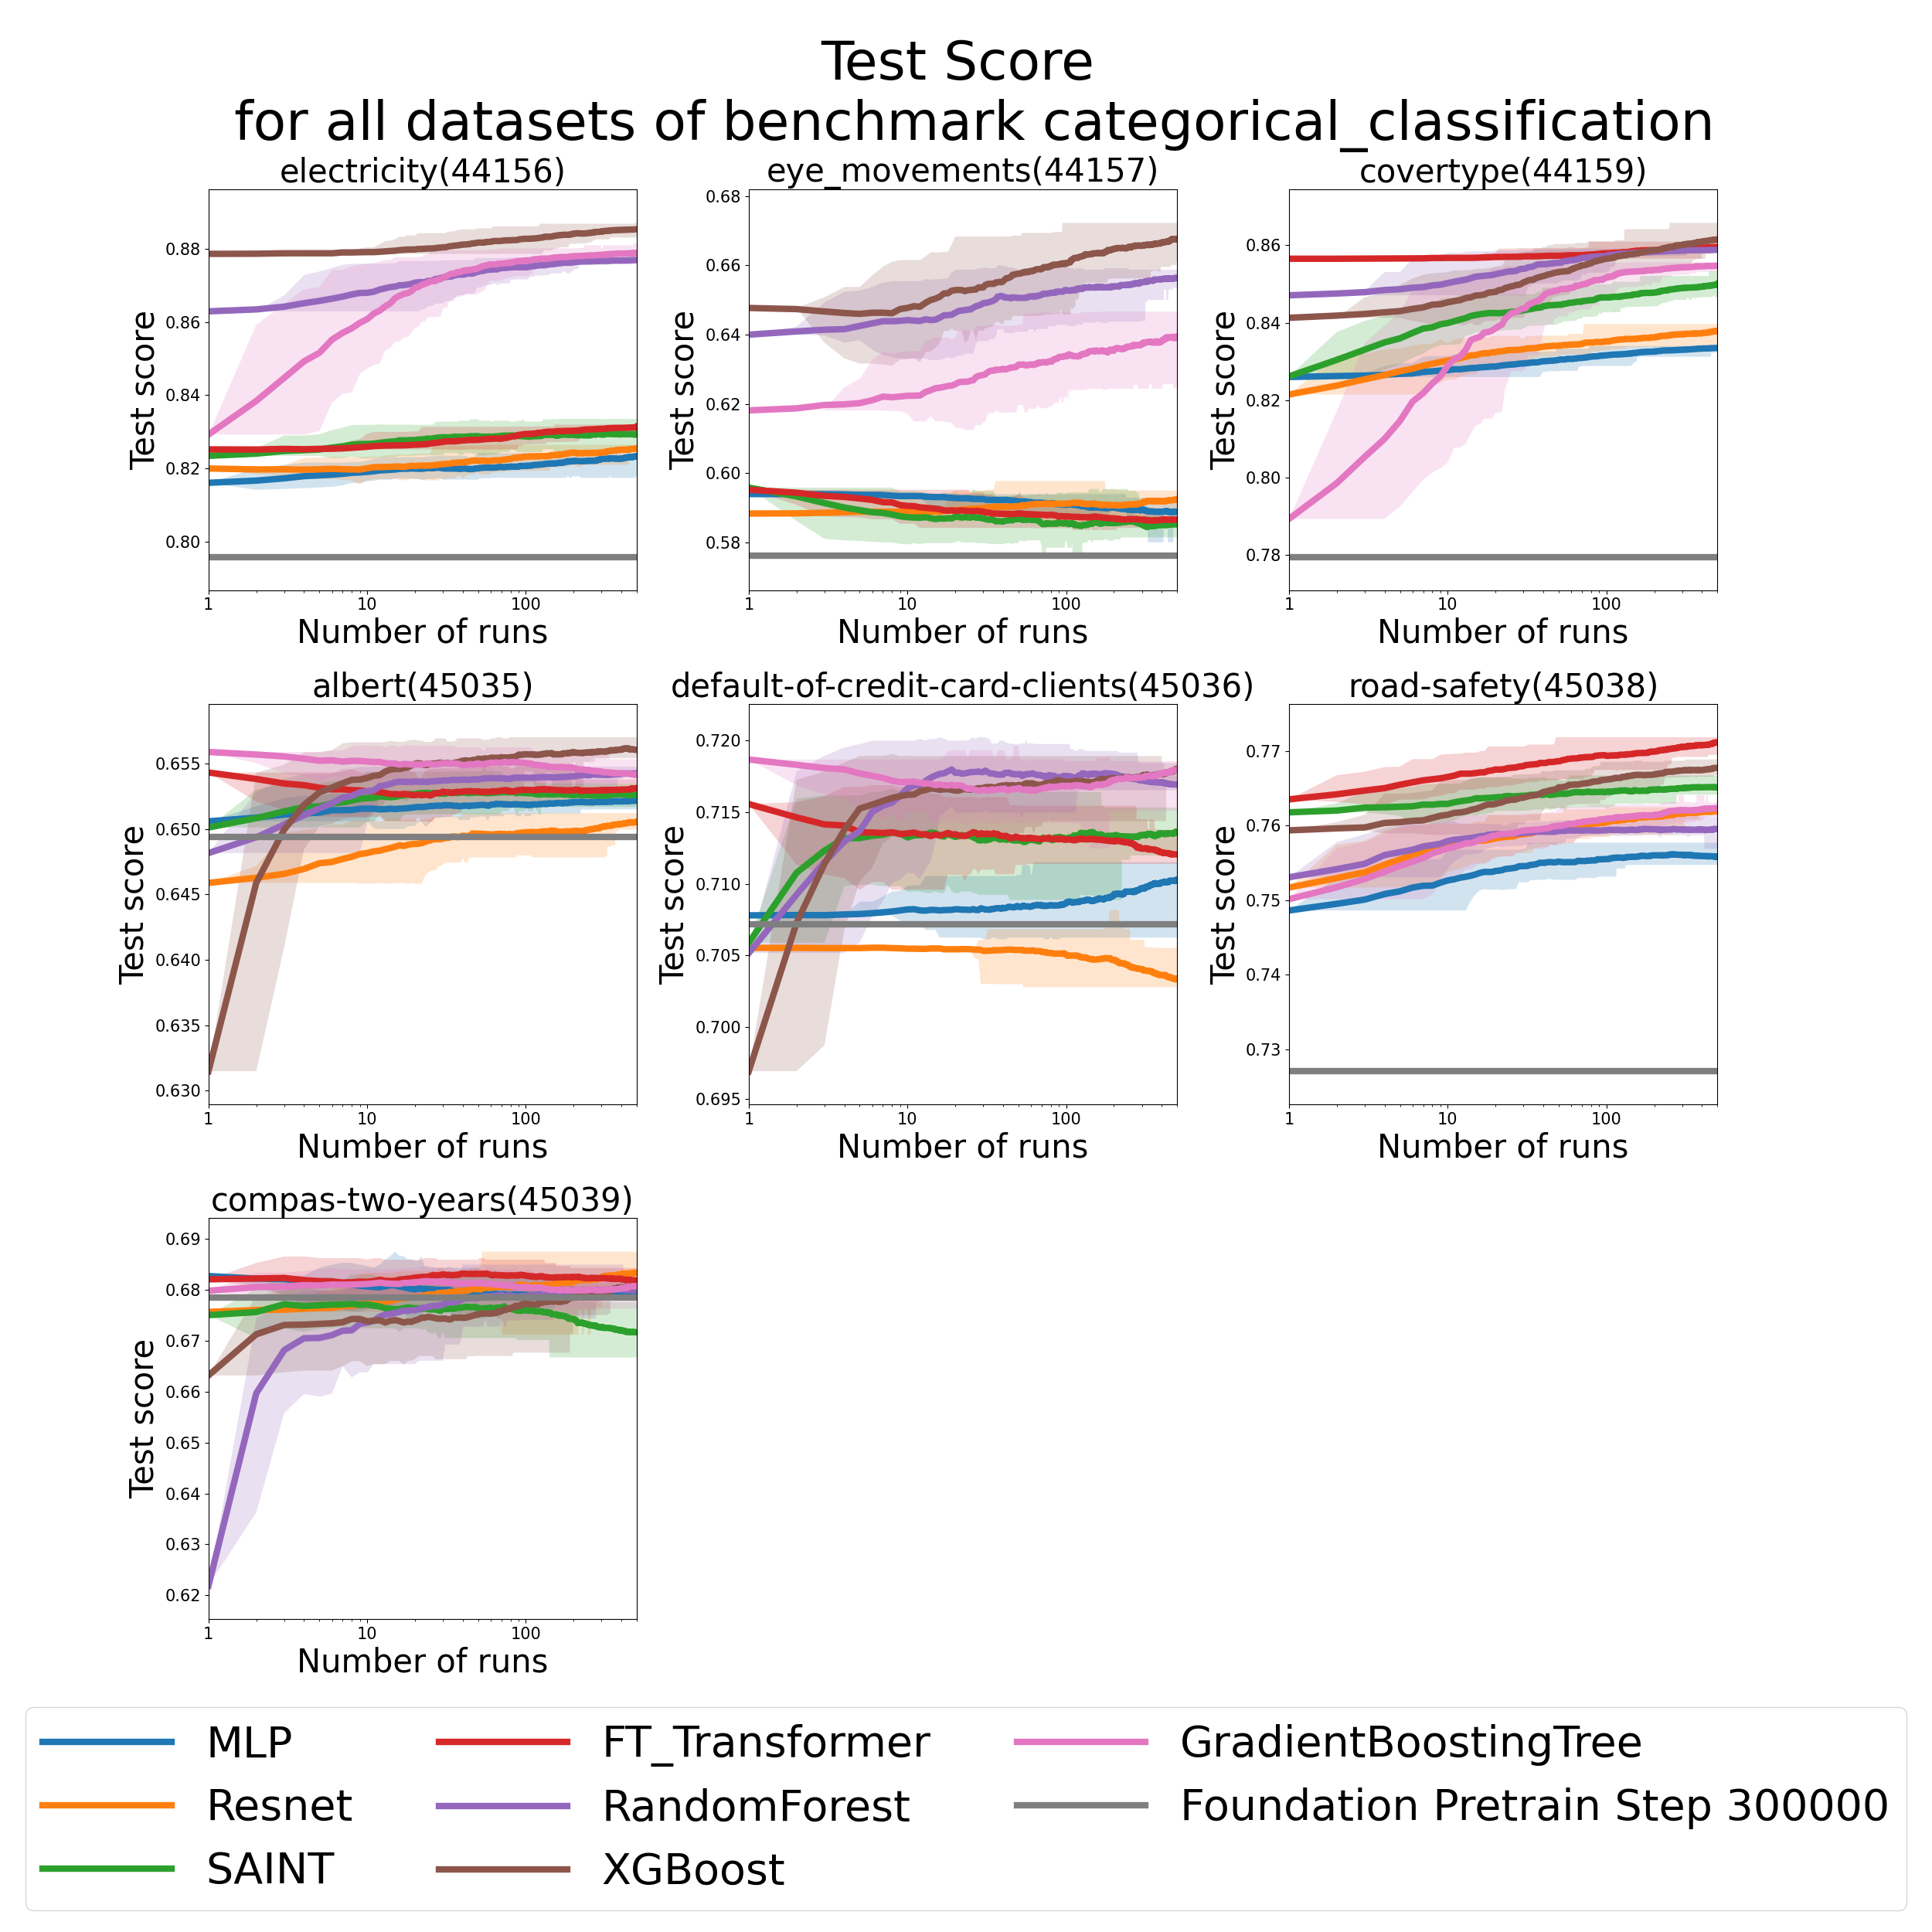 Test Score
for all datasets of benchmark categorical_classification
electricity(44156)
eye_movements(44157)
covertype(44159)
Test score
0.88
0.86
0.84
0.82
0.80
1
10
100
Number of runs
Test score
0.68
0.66
0.64
0.62
0.60
0.58
1
10
100
Number of runs
Test score
0.86
0.84
0.82
0.80
0.78
1
10
100
Number of runs
albert(45035)
default-of-credit-card-clients(45036)
road-safety(45038)
Test score
0.655
0.650
0.645
0.640
0.635
0.630
1
10
100
Number of runs
Test score
0.720
0.715
0.710
0.705
0.700
0.695
1
10
100
Number of runs
Test score
0.77
0.76
0.75
0.74
0.73
1
10
100
Number of runs
compas-two-years(45039)
Test score
0.69
0.68
0.67
0.66
0.65
0.64
0.63
0.62
1
10
100
Number of runs
MLP
Resnet
SAINT
FT_Transformer
RandomForest
XGBoost
GradientBoostingTree
Foundation Pretrain Step 300000